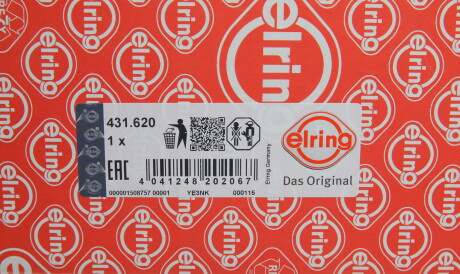 elring
431.620
1 x
EAC
4 041248 202067
000001508757 00001 YE3NK 000115
Elring Germany
elring
Das Original